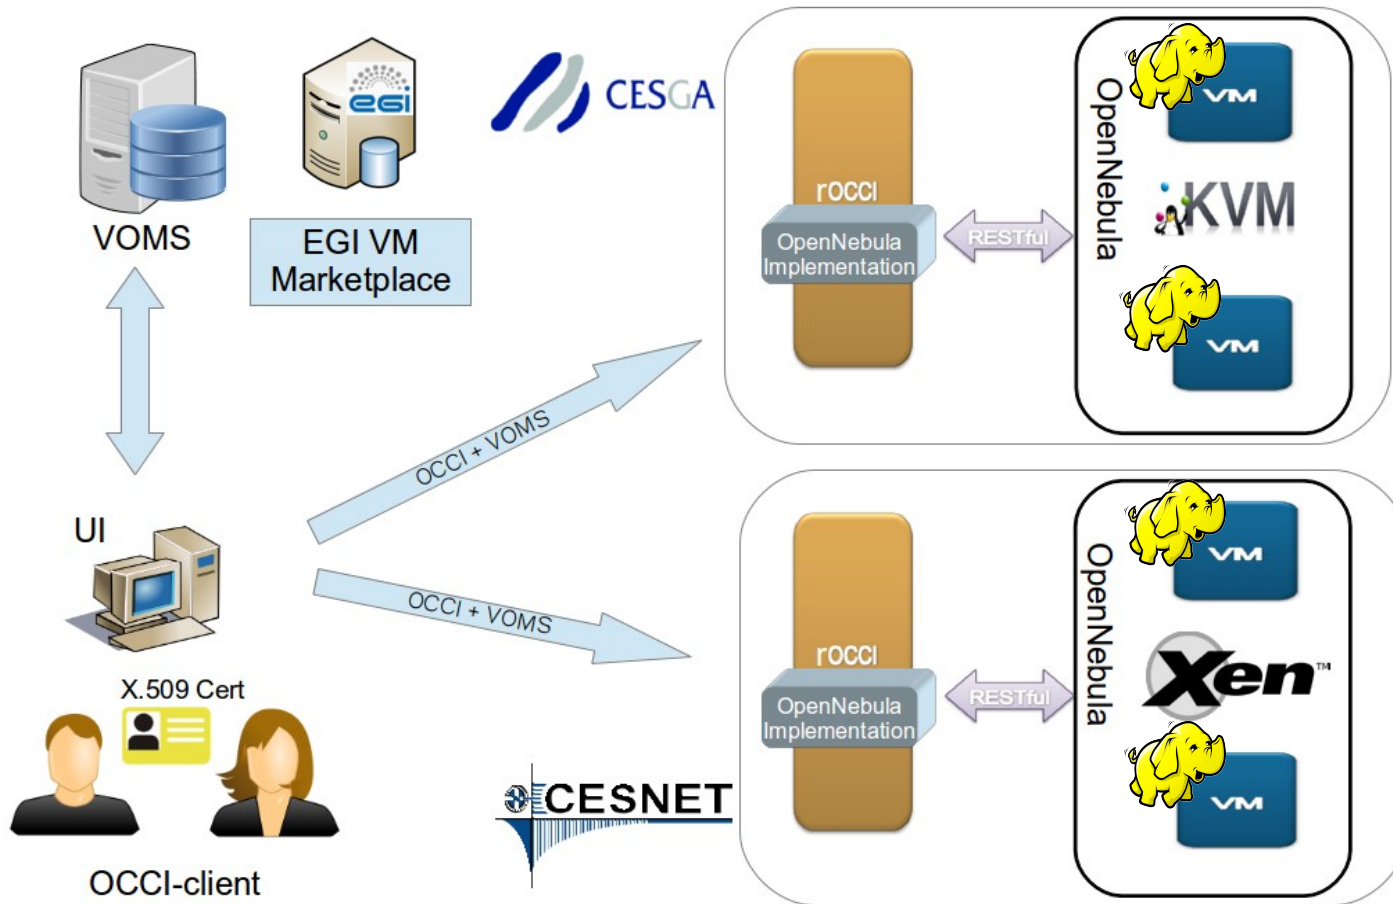 VOMS
egi
EGI VM
Marketplace
CESGA
rOCCI
OpenNebula
Implementation
RESTful
OpenNebula
VM
KVM
VM
OCCI + VOMS
UI
OCCI + VOMS
X.509 Cert
OCCI-client
CESNET
rOCCI
OpenNebula
Implementation
RESTful
OpenNebula
VM
Xen™
VM